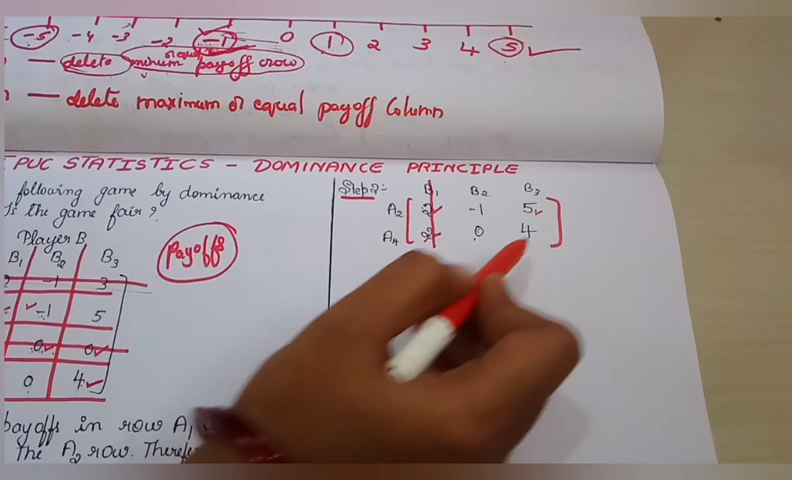 -5 -4 -3 -2 -1 0 1 2 3 4 5
— delete minimum or equal payoff row
— delete maximum or equal payoff column
PUC STATISTICS - DOMINANCE PRINCIPLE
following game by dominance
Is the game fair?
Player B
B1 B2 B3
-1 3
-1 5
0 0
0 4
Payoffs
payoffs in row A1
the A2 row. Therefo
Step2:- B1 B2 B3
A2 2 -1 5
A4 2 0 4